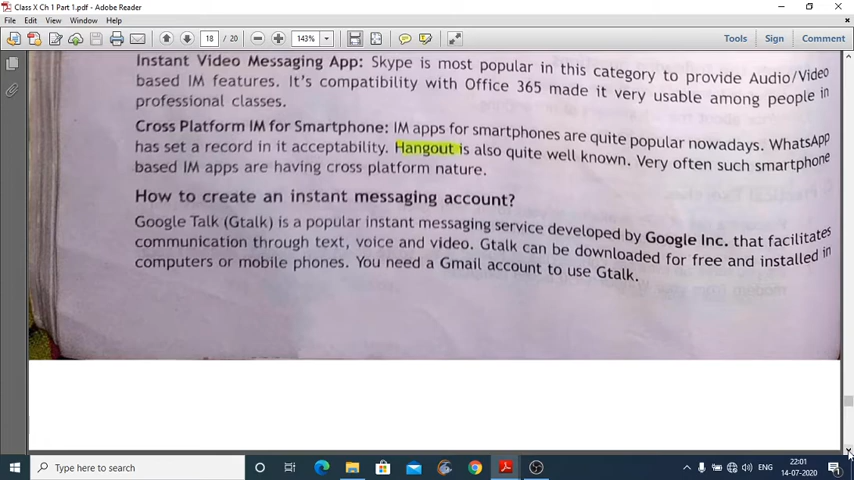 Class X Ch 1 Part 1.pdf - Adobe Reader
File Edit View Window Help
18 / 20 143% Tools Sign Comment
Instant Video Messaging App: Skype is most popular in this category to provide Audio/Video
based IM features. It's compatibility with Office 365 made it very usable among people in
professional classes.
Cross Platform IM for Smartphone: IM apps for smartphones are quite popular nowadays. WhatsApp
has set a record in it acceptability. Hangout is also quite well known. Very often such smartphone
based IM apps are having cross platform nature.
How to create an instant messaging account?
Google Talk (Gtalk) is a popular instant messaging service developed by Google Inc. that facilitates
communication through text, voice and video. Gtalk can be downloaded for free and installed in
computers or mobile phones. You need a Gmail account to use Gtalk.
Type here to search
ENG
22:01
14-07-2020